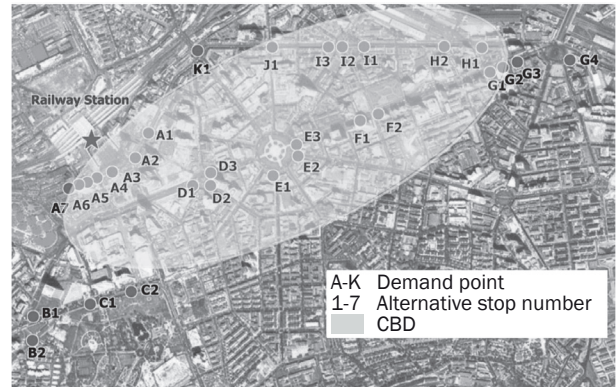 K1
J1
I3
I2
I1
H2
H1
G1
G2
G3
G4
Railway Station
A1
A2
A3
A4
A5
A6
A7
D3
D1
D2
E3
E2
E1
F1
F2
C2
C1
B1
B2
A-K Demand point
1-7 Alternative stop number
CBD